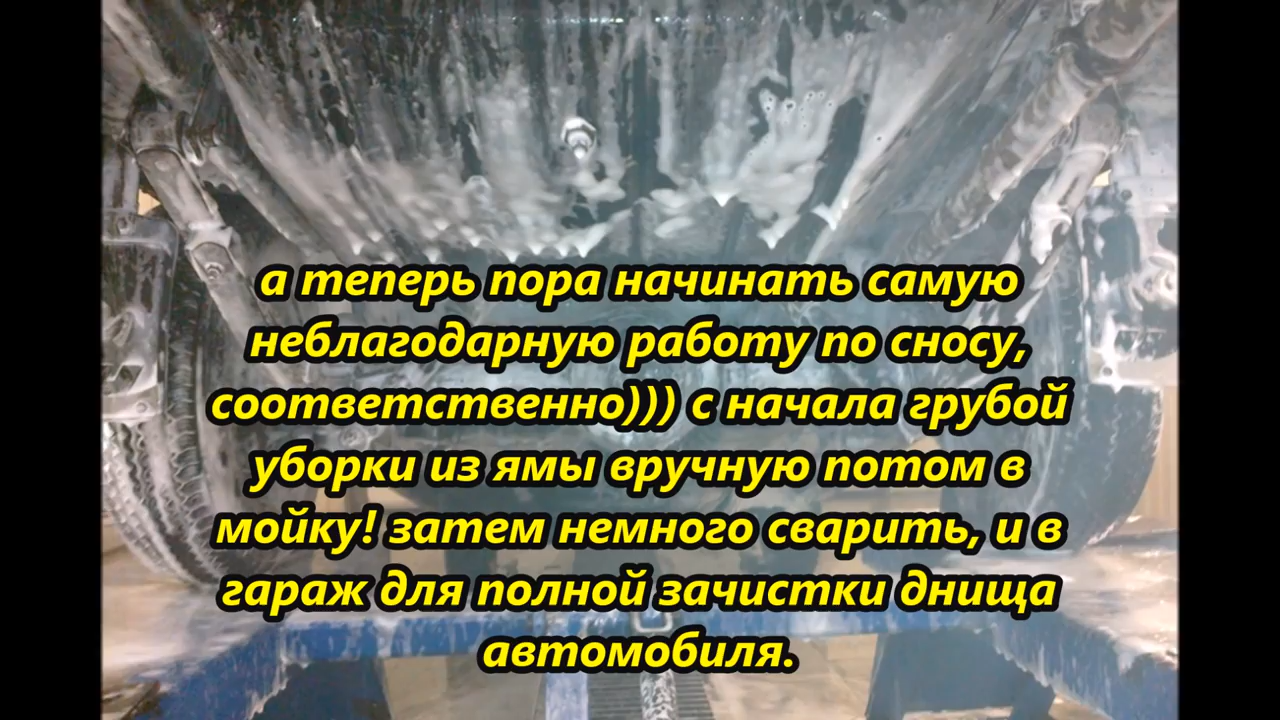 а теперь пора начинать самую
неблагодарную работу по сносу,
соответственно))) с начала грубой
уборки из ямы вручную потом в
мойку! затем немного сварить, и в
гараж для полной зачистки днища
автомобиля.